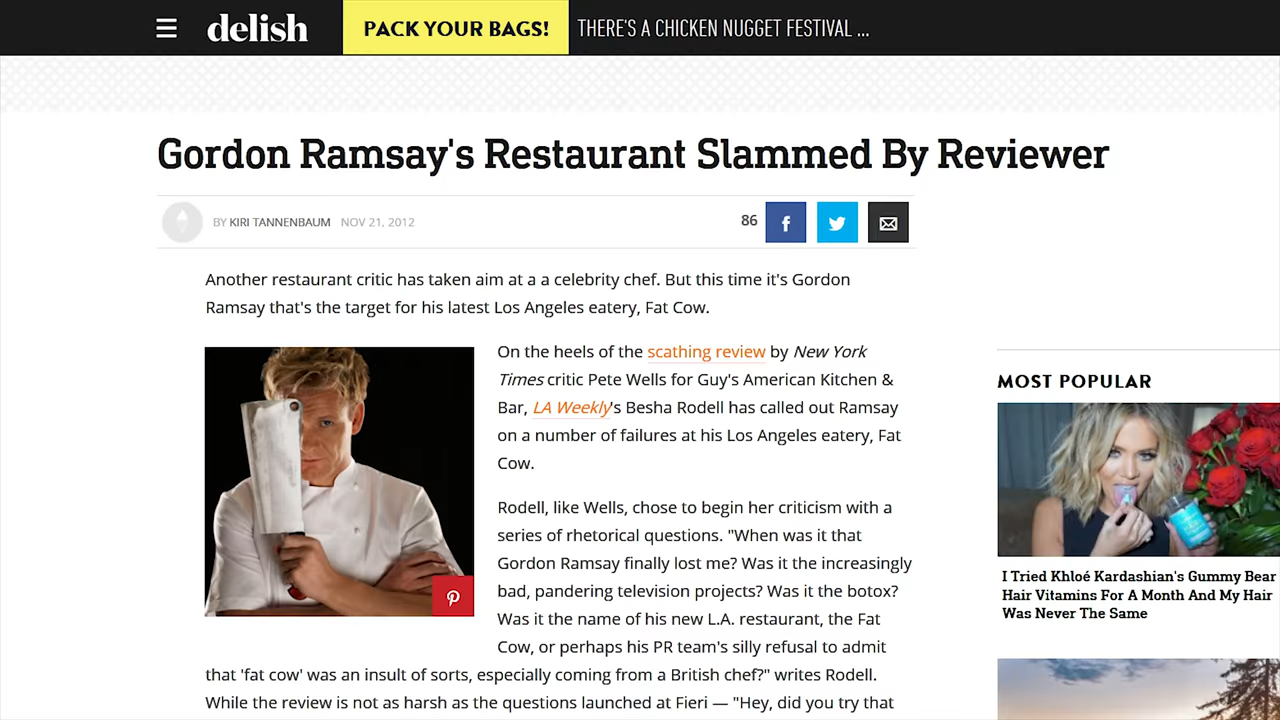 delish
PACK YOUR BAGS!
THERE'S A CHICKEN NUGGET FESTIVAL ...
Gordon Ramsay's Restaurant Slammed By Reviewer
BY KIRI TANNENBAUM NOV 21, 2012
86
Another restaurant critic has taken aim at a a celebrity chef. But this time it's Gordon
Ramsay that's the target for his latest Los Angeles eatery, Fat Cow.
On the heels of the scathing review by New York
Times critic Pete Wells for Guy's American Kitchen &
Bar, LA Weekly's Besha Rodell has called out Ramsay
on a number of failures at his Los Angeles eatery, Fat
Cow.
Rodell, like Wells, chose to begin her criticism with a
series of rhetorical questions. "When was it that
Gordon Ramsay finally lost me? Was it the increasingly
bad, pandering television projects? Was it the botox?
Was it the name of his new L.A. restaurant, the Fat
Cow, or perhaps his PR team's silly refusal to admit
that 'fat cow' was an insult of sorts, especially coming from a British chef?" writes Rodell.
While the review is not as harsh as the questions launched at Fieri — "Hey, did you try that
MOST POPULAR
I Tried Khloé Kardashian's Gummy Bear
Hair Vitamins For A Month And My Hair
Was Never The Same